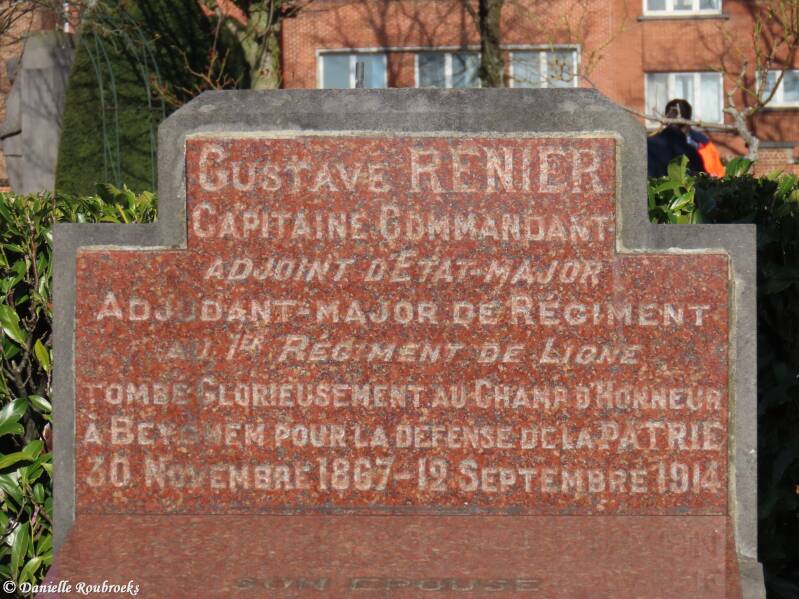 Gustave RENIER
Capitaine Commandant
ADJOINT D'ÉTAT-MAJOR
Adjudant-major de Régiment
au 1er Régiment de Ligne
tombé Glorieusement au Champ d'Honneur
à Beyghem pour la défense de la PATRIE
30 Novembre 1867-12 Septembre 1914
SON EPOUSE
© Danielle Roubroeks